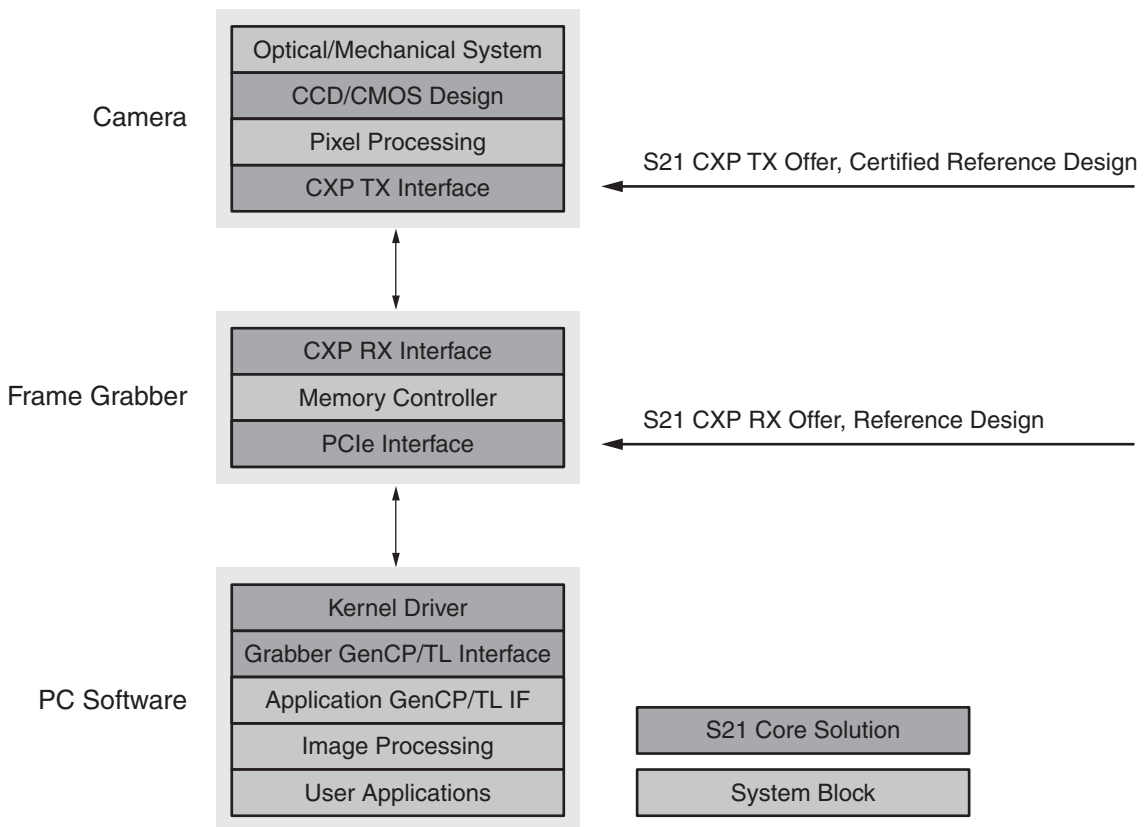 Camera
Optical/Mechanical System
CCD/CMOS Design
Pixel Processing
CXP TX Interface
S21 CXP TX Offer, Certified Reference Design
Frame Grabber
CXP RX Interface
Memory Controller
PCIe Interface
S21 CXP RX Offer, Reference Design
PC Software
Kernel Driver
Grabber GenCP/TL Interface
Application GenCP/TL IF
Image Processing
User Applications
S21 Core Solution
System Block